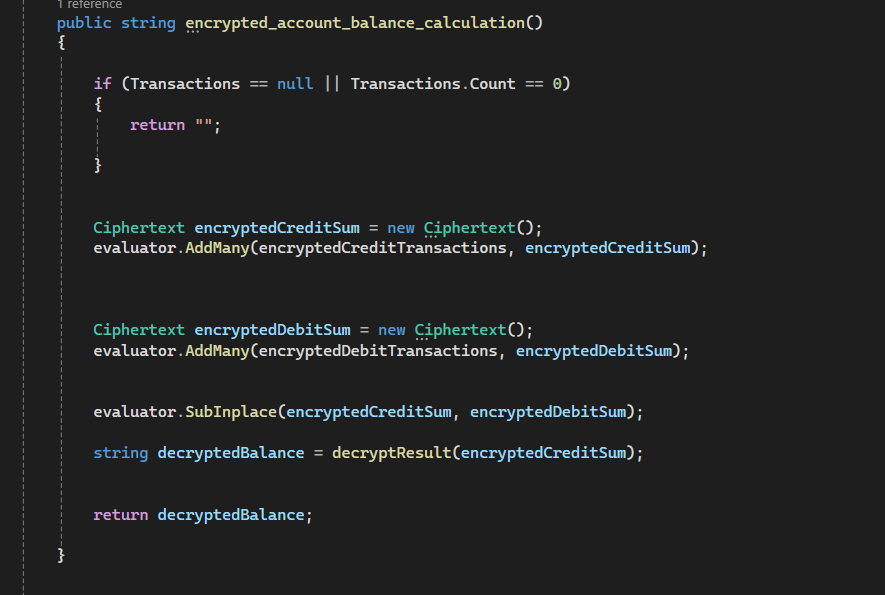 1 reference
public string encrypted_account_balance_calculation()
{
if (Transactions == null || Transactions.Count == 0)
{
return "";
}
Ciphertext encryptedCreditSum = new Ciphertext();
evaluator.AddMany(encryptedCreditTransactions, encryptedCreditSum);
Ciphertext encryptedDebitSum = new Ciphertext();
evaluator.AddMany(encryptedDebitTransactions, encryptedDebitSum);
evaluator.SubInplace(encryptedCreditSum, encryptedDebitSum);
string decryptedBalance = decryptResult(encryptedCreditSum);
return decryptedBalance;
}